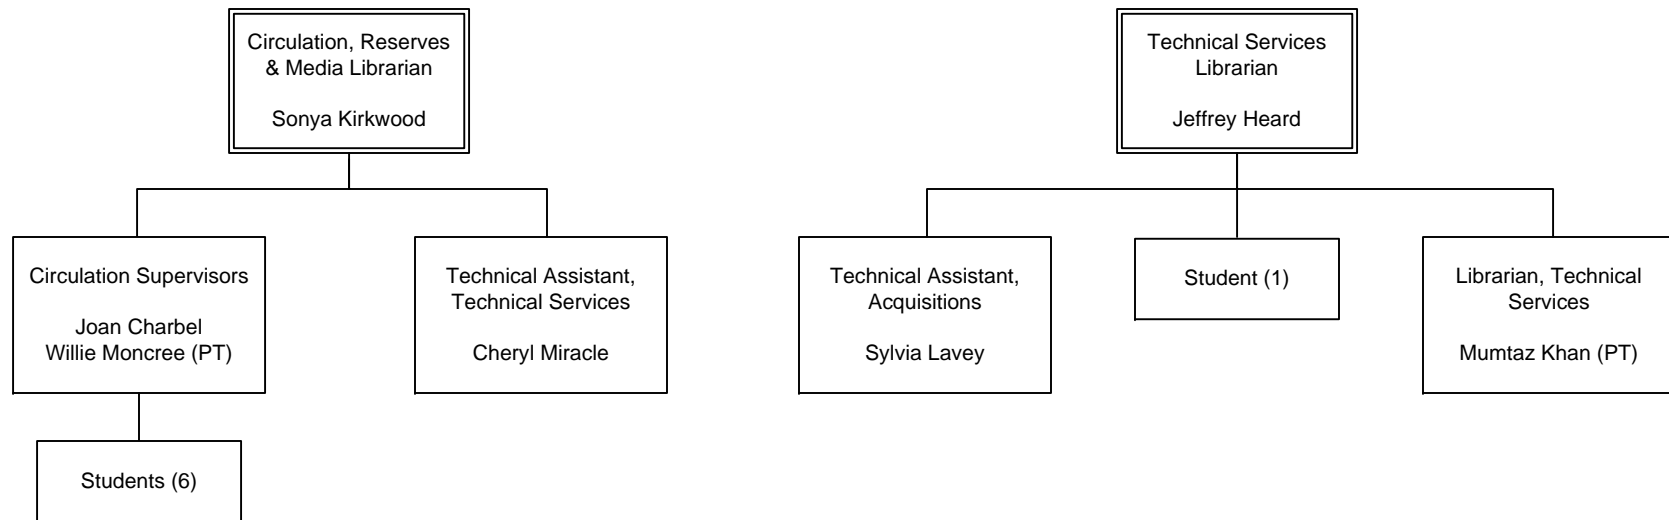 Circulation, Reserves
& Media Librarian
Sonya Kirkwood
Technical Services
Librarian
Jeffrey Heard
Circulation Supervisors
Joan Charbel
Willie Moncree (PT)
Technical Assistant,
Technical Services
Cheryl Miracle
Technical Assistant,
Acquisitions
Sylvia Lavey
Student (1)
Librarian, Technical
Services
Mumtaz Khan (PT)
Students (6)